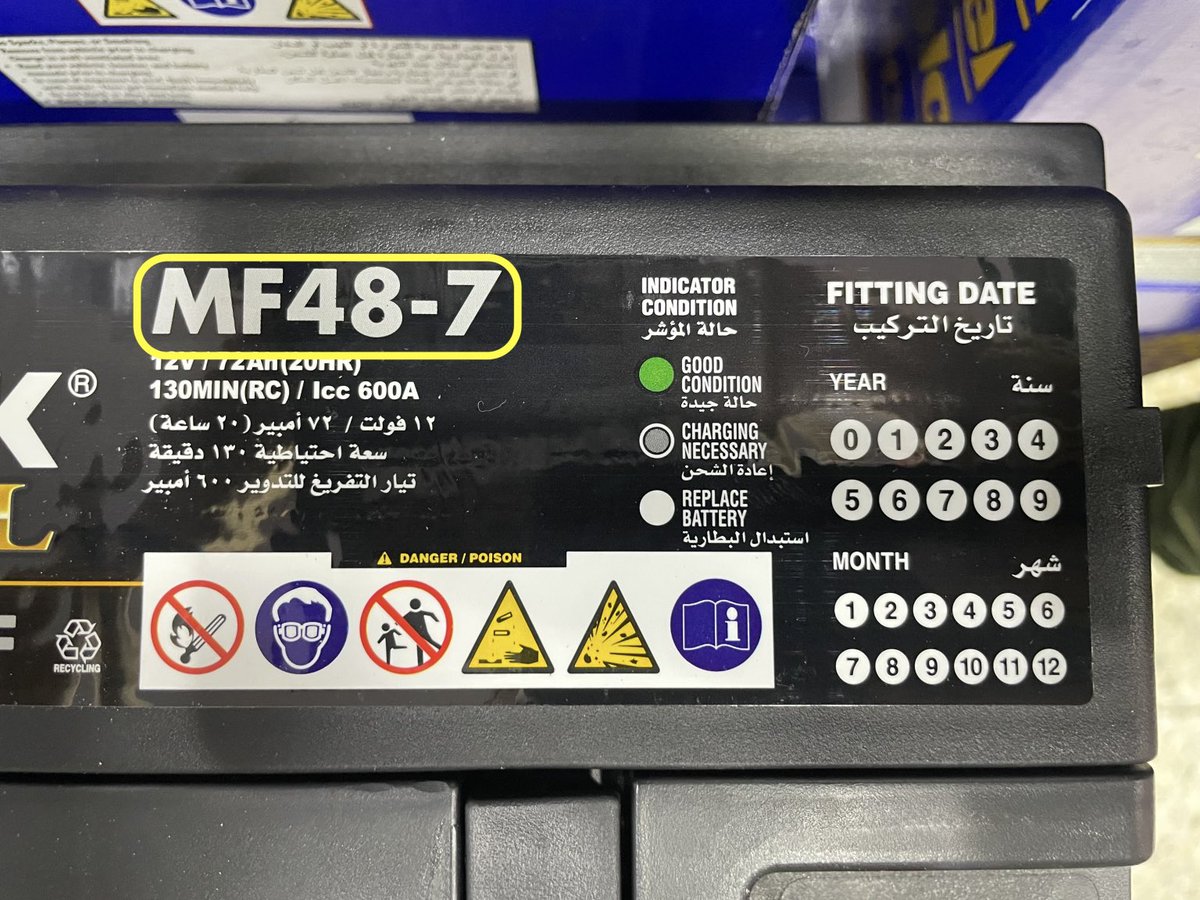 MF48-7
12V / 72Ah(20HR)
130MIN(RC) / Icc 600A
١٢ فولت / ٧٢ أمبير (٢٠ ساعة)
سعة احتياطية ١٣٠ دقيقة
تيار التفريغ للتدوير ٦٠٠ أمبير
K®
L
F
RECYCLING
DANGER / POISON
INDICATOR
CONDITION
حالة المؤشر
GOOD
CONDITION
حالة جيدة
CHARGING
NECESSARY
إعادة الشحن
REPLACE
BATTERY
استبدال البطارية
FITTING DATE
تاريخ التركيب
YEAR سنة
0 1 2 3 4
5 6 7 8 9
MONTH شهر
1 2 3 4 5 6
7 8 9 10 11 12